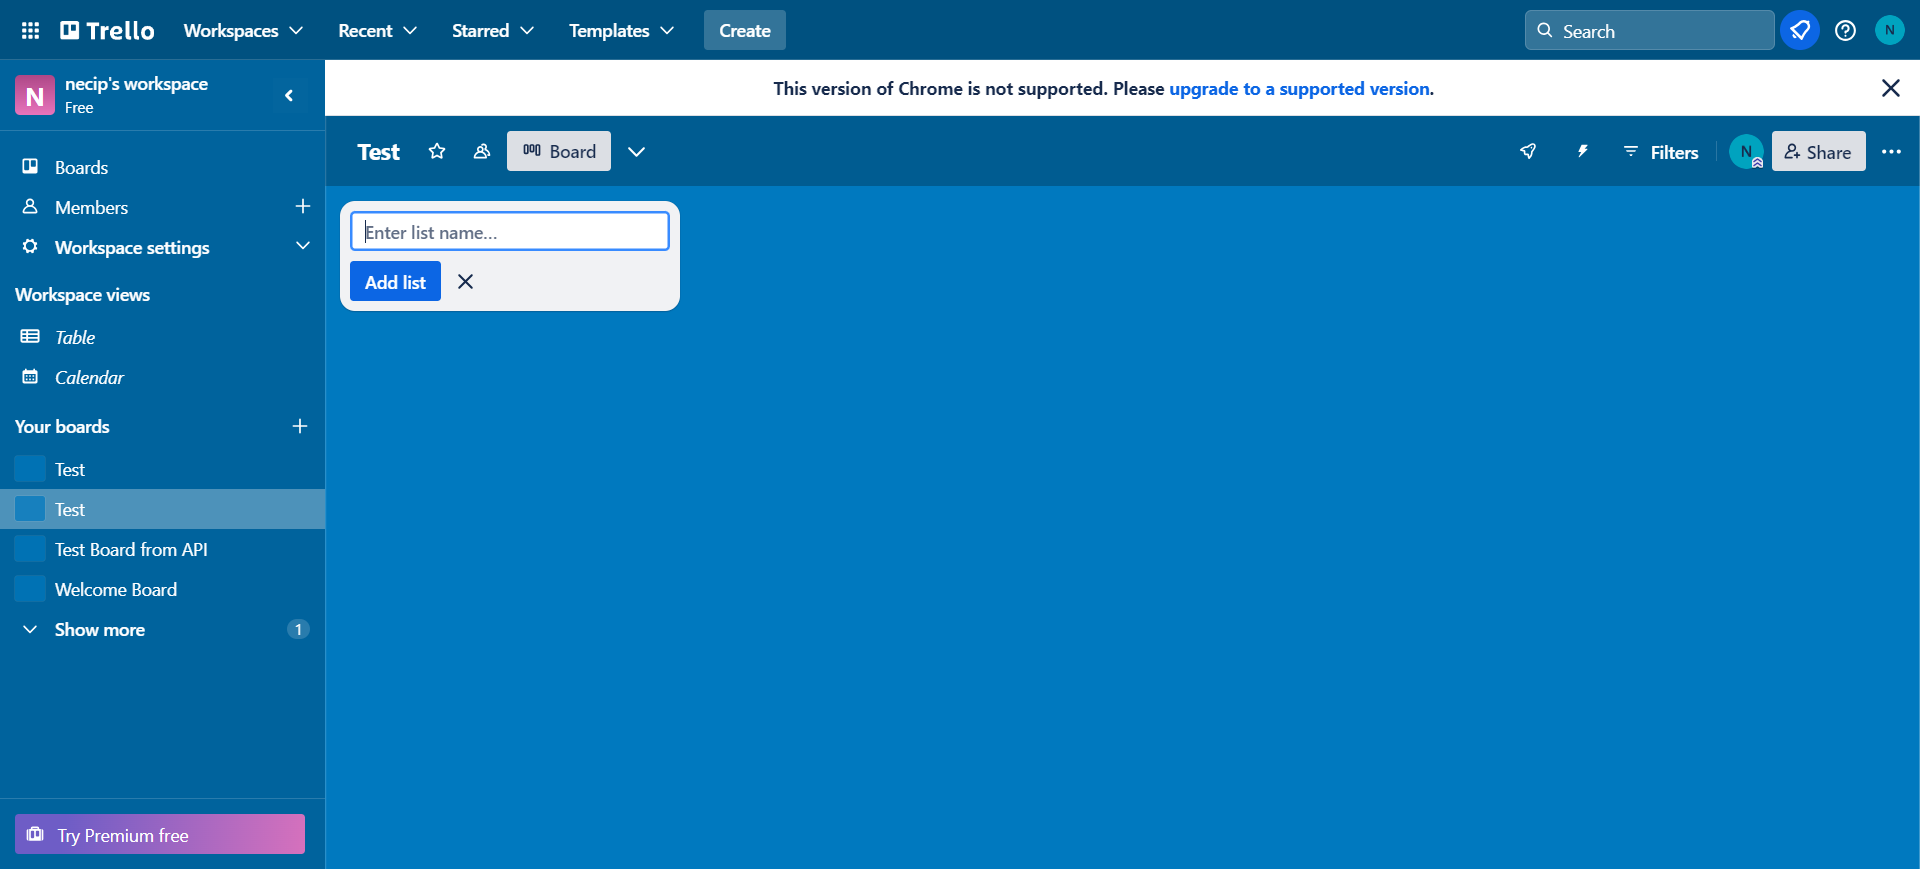 Trello
Workspaces
Recent
Starred
Templates
Create
Search
N
N
necip's workspace
Free
This version of Chrome is not supported. Please upgrade to a supported version.
Test
Board
Filters
N
Share
Boards
Members
Workspace settings
Workspace views
Table
Calendar
Your boards
Test
Test
Test Board from API
Welcome Board
Show more
1
Try Premium free
Enter list name...
Add list